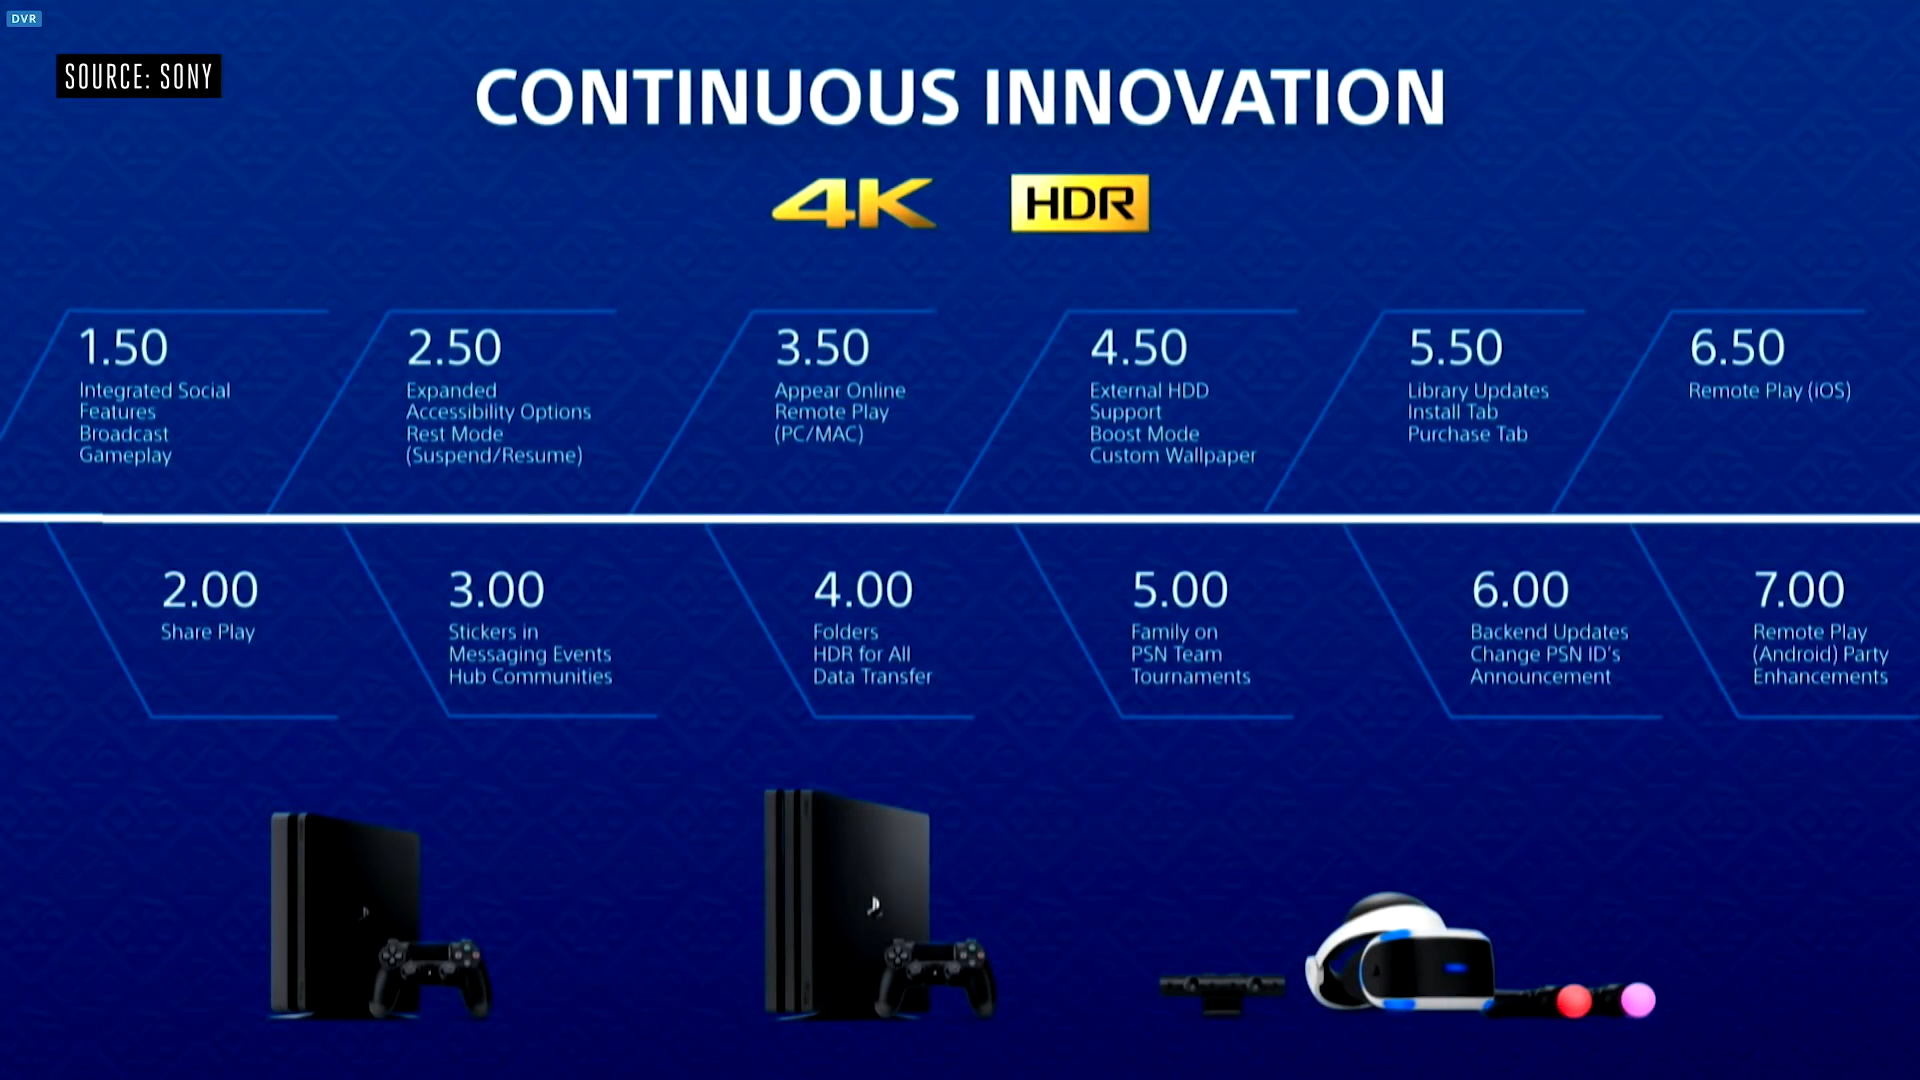 DVR
SOURCE: SONY
CONTINUOUS INNOVATION
4K
HDR
1.50
Integrated Social
Features
Broadcast
Gameplay
2.50
Expanded
Accessibility Options
Rest Mode
(Suspend/Resume)
3.50
Appear Online
Remote Play
(PC/MAC)
4.50
External HDD
Support
Boost Mode
Custom Wallpaper
5.50
Library Updates
Install Tab
Purchase Tab
6.50
Remote Play (iOS)
2.00
Share Play
3.00
Stickers in
Messaging Events
Hub Communities
4.00
Folders
HDR for All
Data Transfer
5.00
Family on
PSN Team
Tournaments
6.00
Backend Updates
Change PSN ID's
Announcement
7.00
Remote Play
(Android) Party
Enhancements